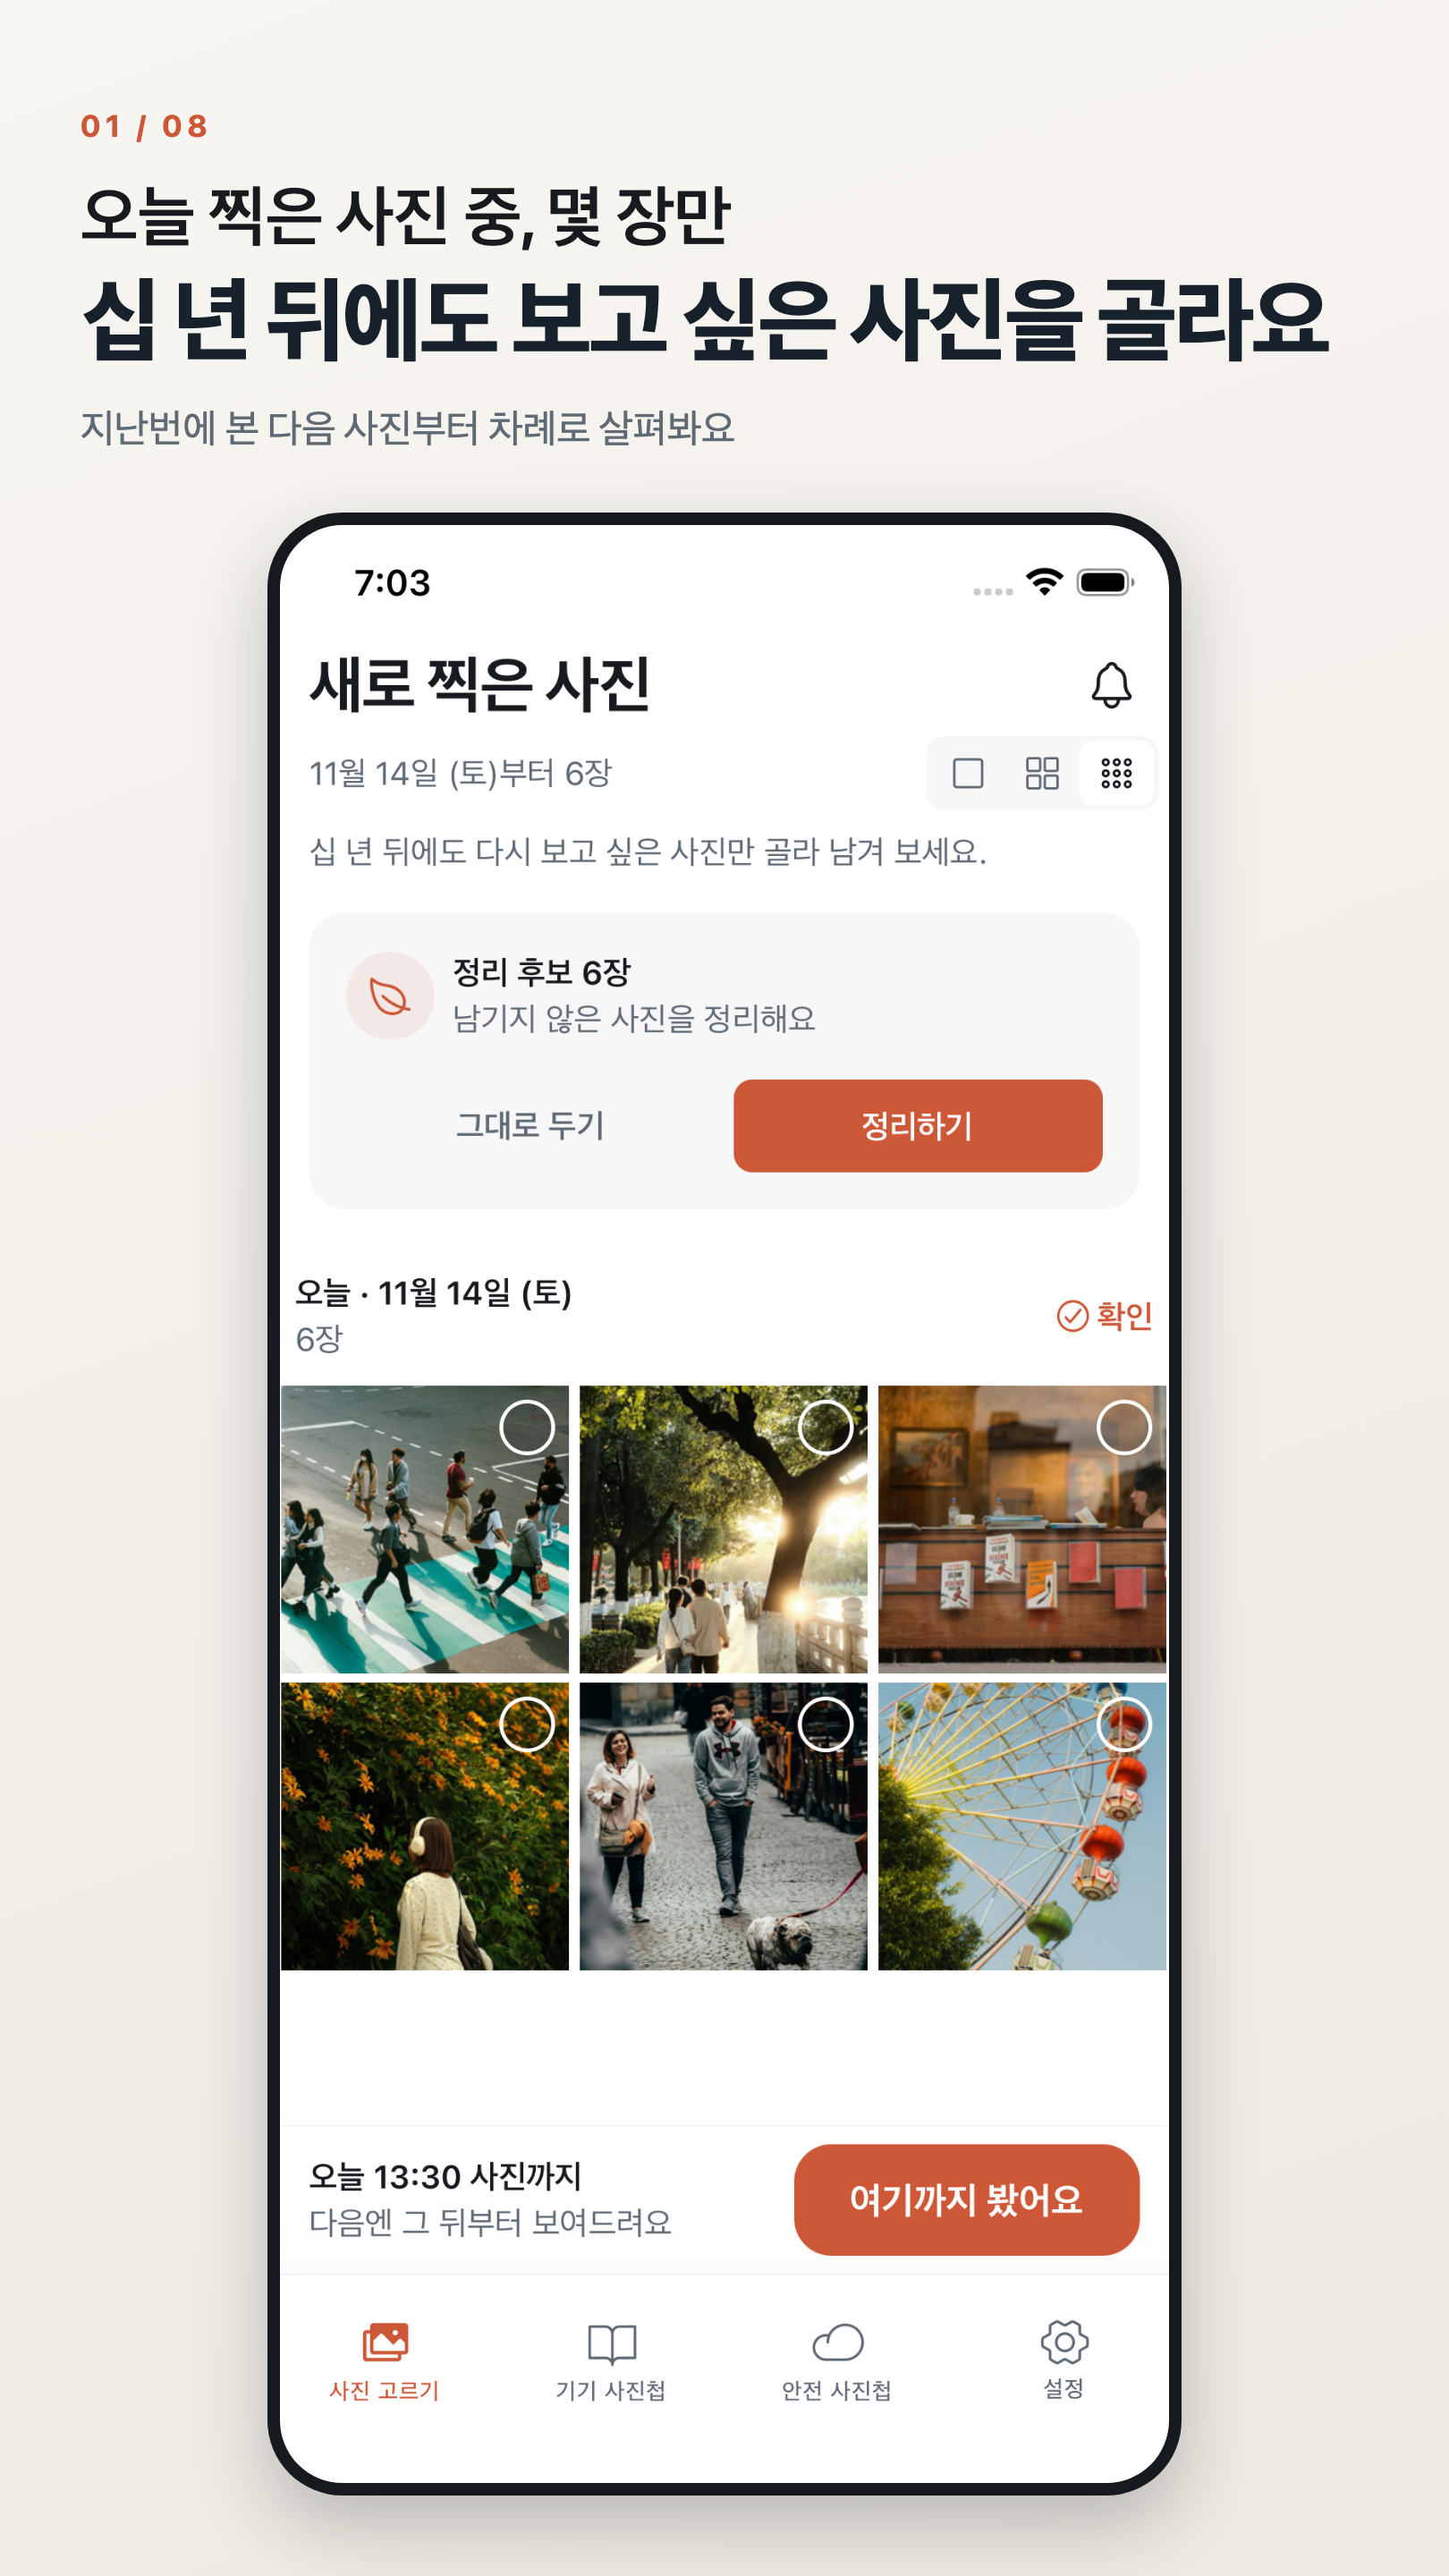 01 / 08
오늘 찍은 사진 중, 몇 장만
십 년 뒤에도 보고 싶은 사진을 골라요
지난번에 본 다음 사진부터 차례로 살펴봐요
7:03
새로 찍은 사진
11월 14일 (토)부터 6장
십 년 뒤에도 다시 보고 싶은 사진만 골라 남겨 보세요.
정리 후보 6장
남기지 않은 사진을 정리해요
그대로 두기
정리하기
오늘 · 11월 14일 (토)
6장
확인
오늘 13:30 사진까지
다음엔 그 뒤부터 보여드려요
여기까지 봤어요
사진 고르기
기기 사진첩
안전 사진첩
설정